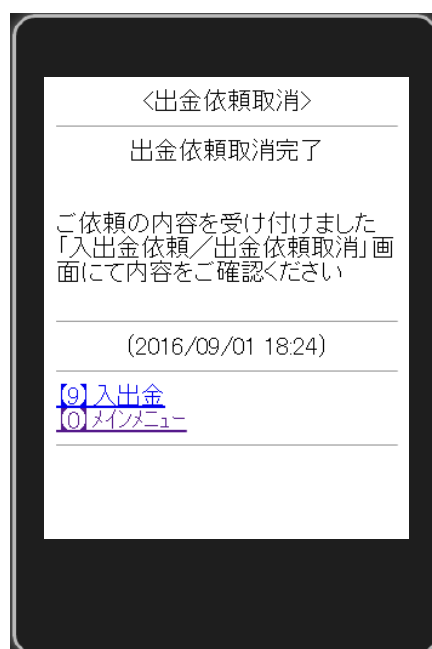 <出金依頼取消>
出金依頼取消完了
ご依頼の内容を受け付けました
「入出金依頼／出金依頼取消」画
面にて内容をご確認ください
(2016/09/01 18:24)
【9】入出金
【0】メインメニュー